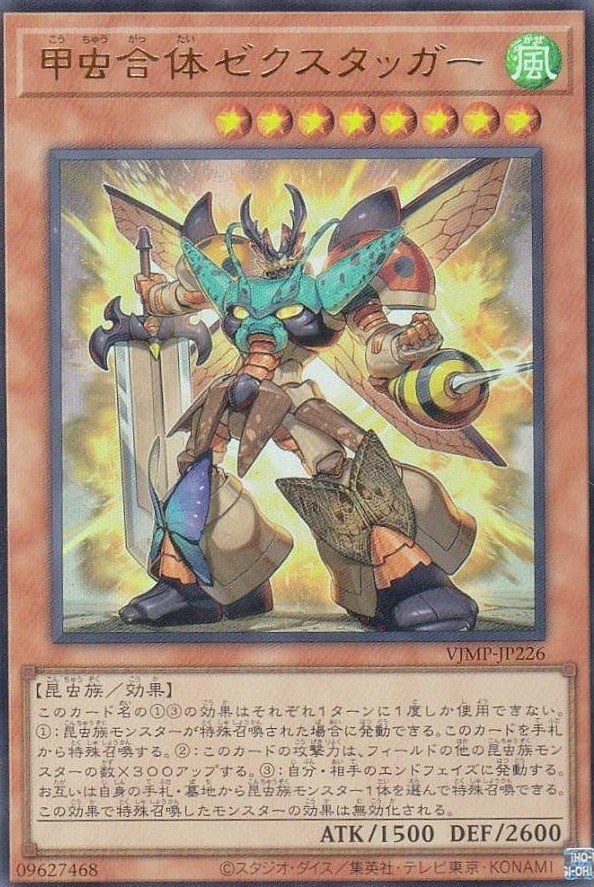 甲虫合体ゼクスタッガー
風
VJMP-JP226
【昆虫族／効果】
このカード名の①③の効果はそれぞれ１ターンに１度しか使用できない。
①：昆虫族モンスターが特殊召喚された場合に発動できる。このカードを手札
から特殊召喚する。②：このカードの攻撃力は、フィールドの他の昆虫族モン
スターの数×３００アップする。③：自分・相手のエンドフェイズに発動する。
お互いは自身の手札・墓地から昆虫族モンスター１体を選んで特殊召喚できる。
この効果で特殊召喚したモンスターの効果は無効化される。
ATK/1500 DEF/2600
09627468
©スタジオ・ダイス／集英社・テレビ東京・KONAMI